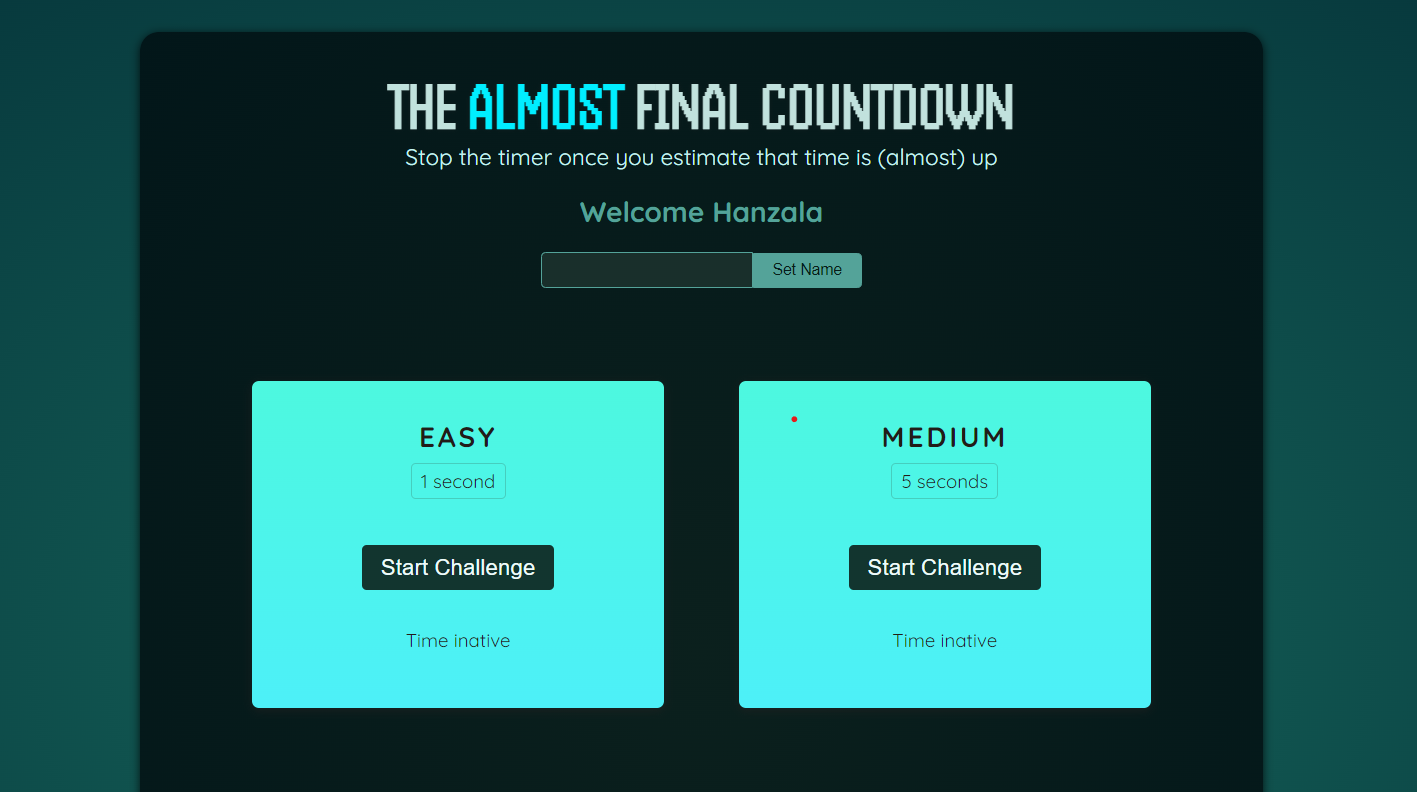 THE ALMOST FINAL COUNTDOWN
Stop the timer once you estimate that time is (almost) up
Welcome Hanzala
Set Name
EASY
1 second
Start Challenge
Time inative
MEDIUM
5 seconds
Start Challenge
Time inative